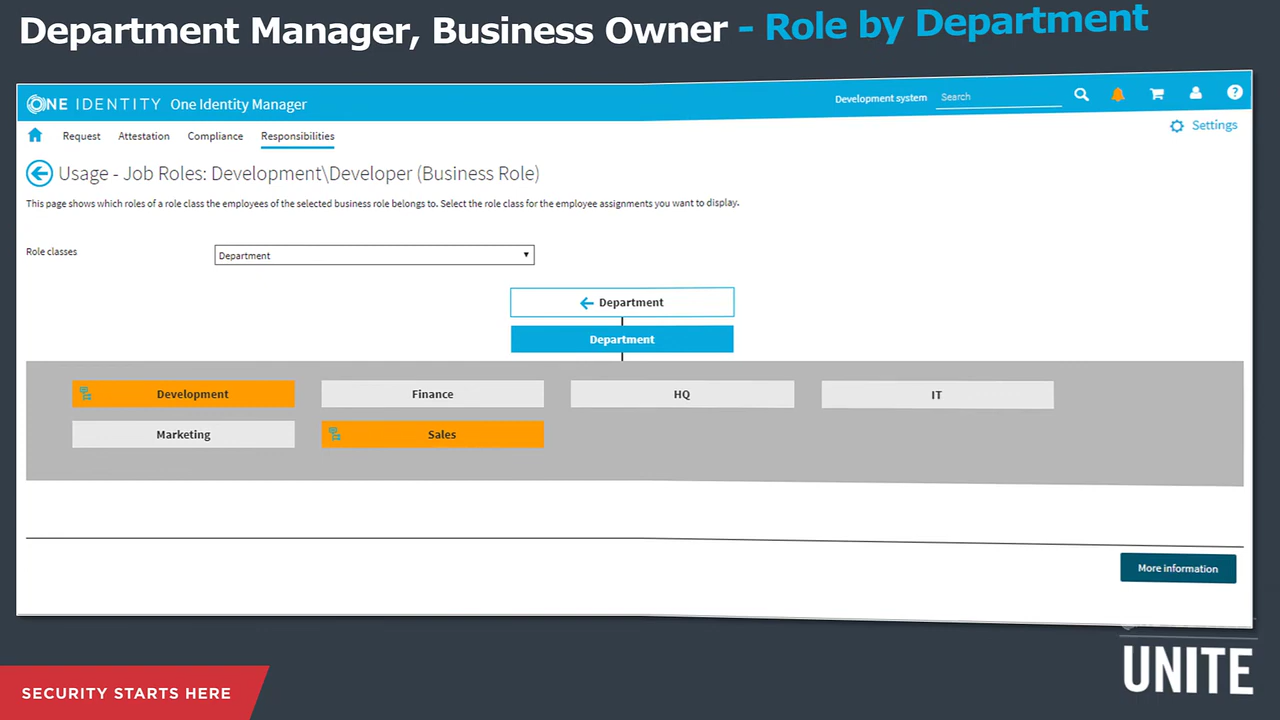 Department Manager, Business Owner - Role by Department
ONE IDENTITY One Identity Manager
Development system
Search
Request
Attestation
Compliance
Responsibilities
Settings
Usage - Job Roles: Development\Developer (Business Role)
This page shows which roles of a role class the employees of the selected business role belongs to. Select the role class for the employee assignments you want to display.
Role classes
Department
Department
Department
Development
Finance
HQ
IT
Marketing
Sales
More information
SECURITY STARTS HERE
UNITE